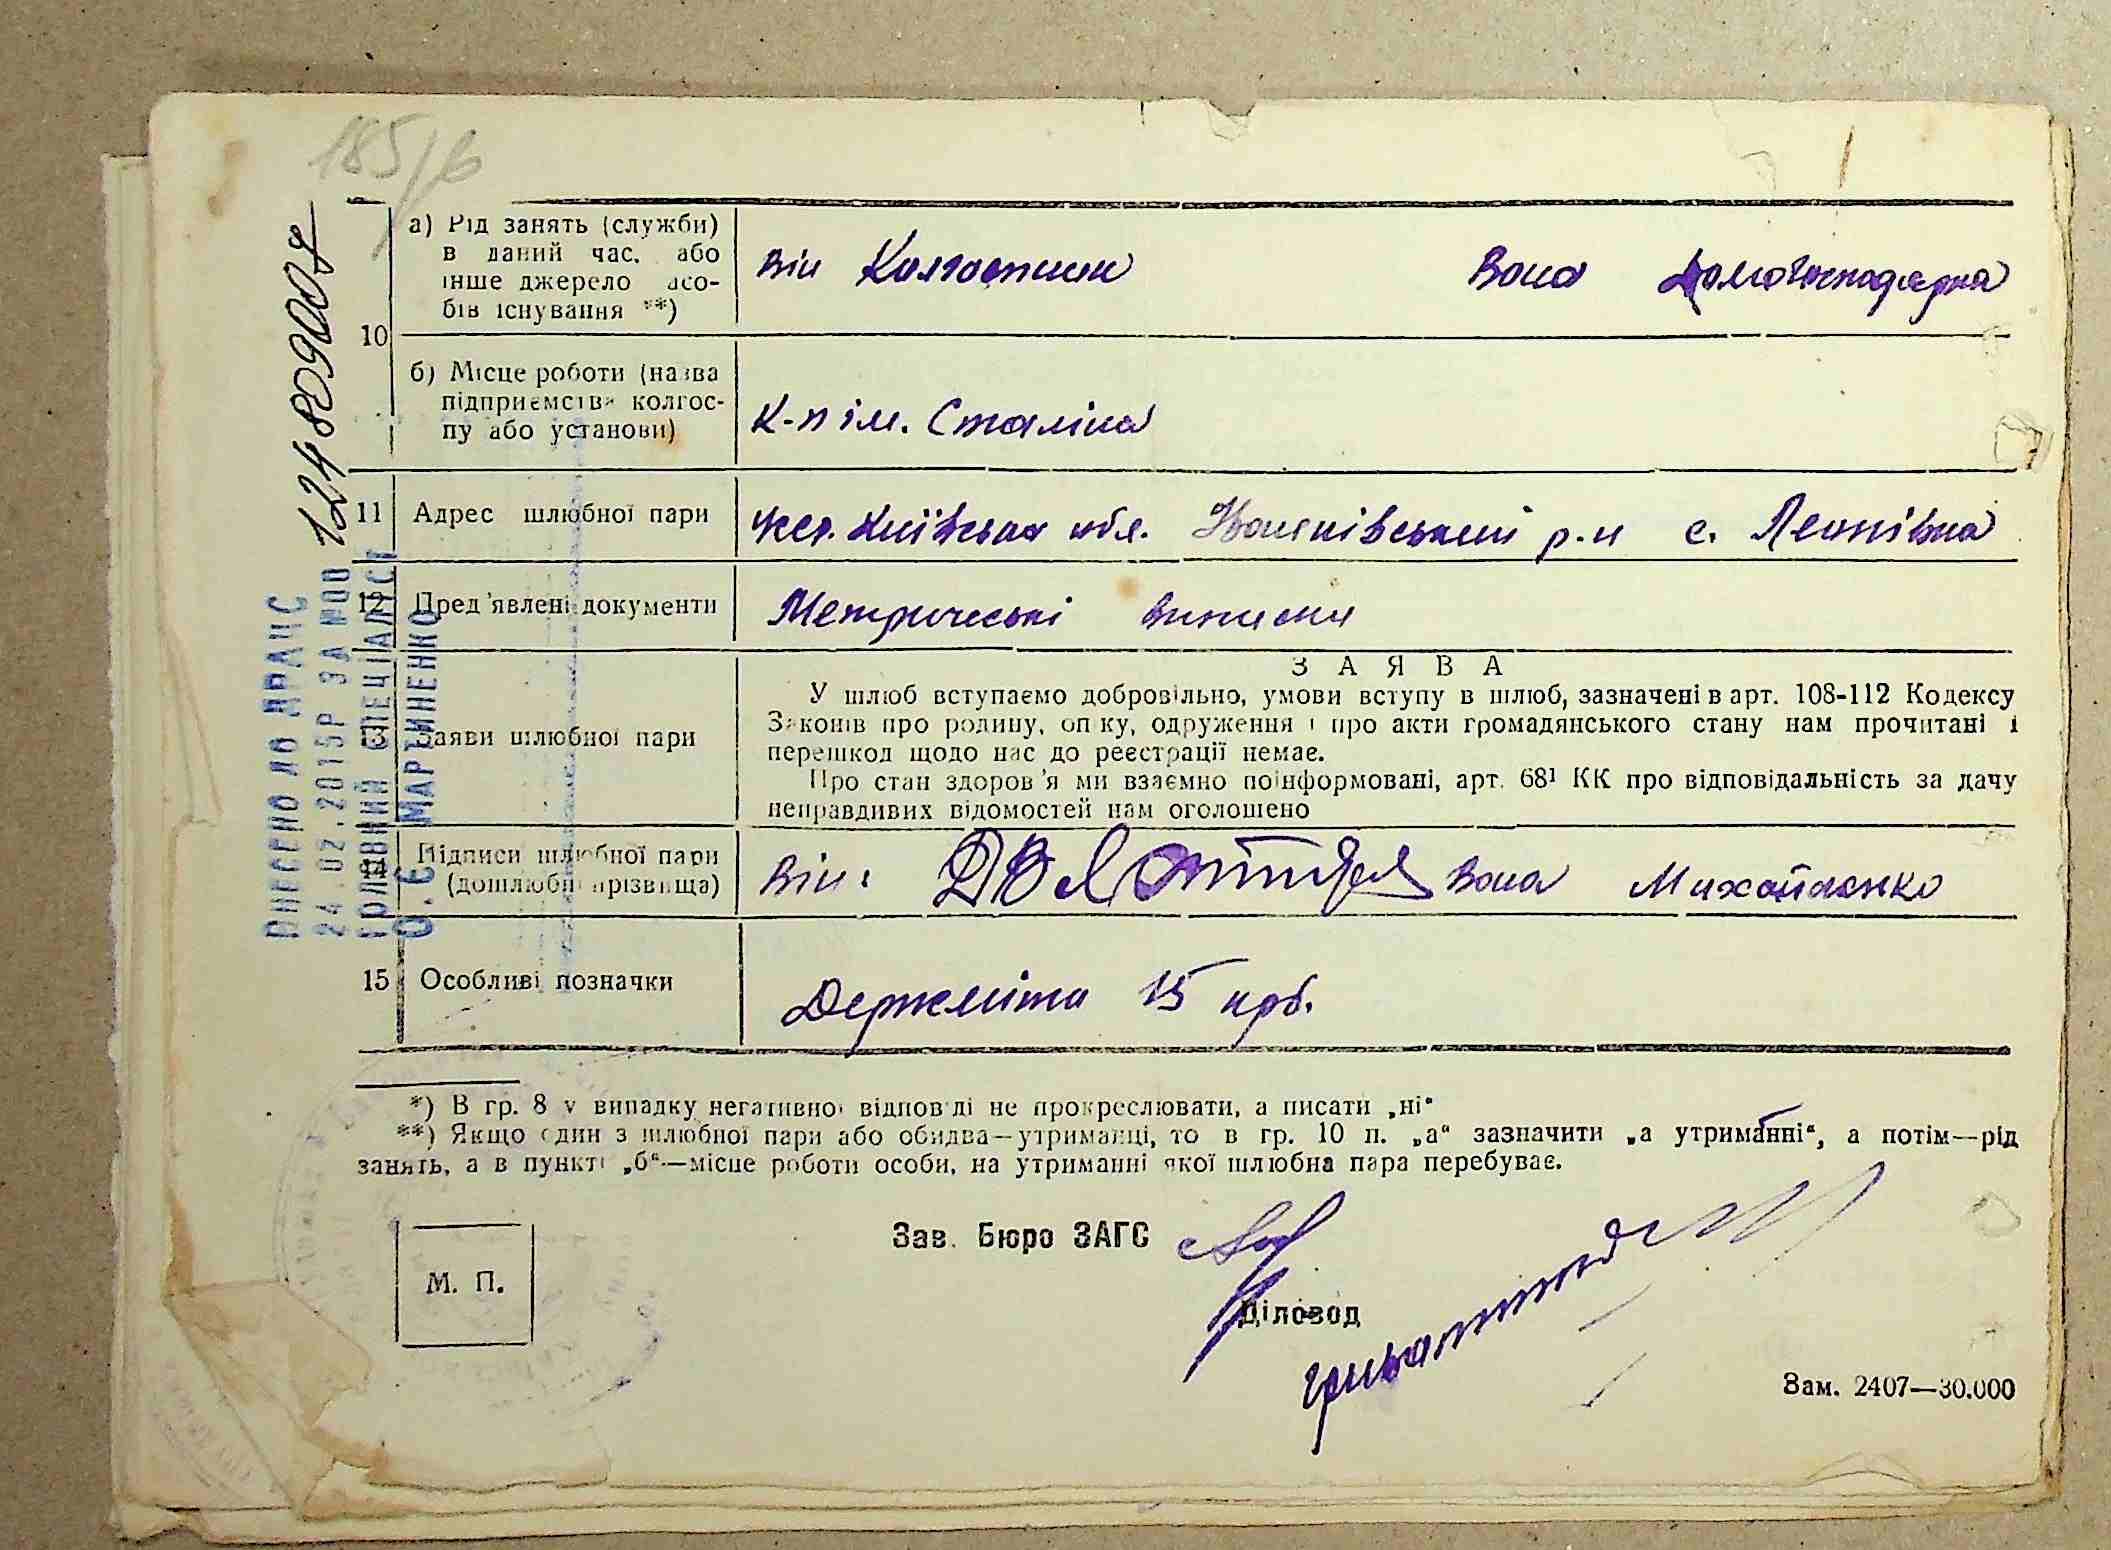 185/6
а) Рід занять (служби)
в даний час, або
інше джерело засо-
бів існування **)
він Колгоспник Вона Домогосподарка
10
б) Місце роботи (назва
підприємства колгос-
пу або установи)
к-п ім. Сталіна
11 Адрес шлюбної пари
Київська обл. Іванківський р-н с. Леонівка
12 Пред'явлені документи
Метричеські виписки
13 Заяви шлюбної пари
ЗАЯВА
У шлюб вступаємо добровільно, умови вступу в шлюб, зазначені в арт. 108-112 Кодексу
Законів про родину, опіку, одруження і про акти громадянського стану нам прочитані і
перешкод щодо нас до реєстрації немає.
Про стан здоров'я ми взаємно поінформовані, арт. 68¹ КК про відповідальність за дачу
неправдивих відомостей нам оголошено
14 Підписи шлюбної пари
(дошлюбні прізвища)
Він: Вона Михайленко
15 Особливі позначки
Держмита 15 крб.
*) В гр. 8 у випадку негативної відповіді не прокреслювати, а писати „ні“
**) Якщо один з шлюбної пари або обидва—утриманці, то в гр. 10 п. „а“ зазначити „а утриманні“, а потім—рід
занять, а в пункті „б“—місце роботи особи, на утриманні якої шлюбна пара перебуває.
М. П.
Зав. Бюро ЗАГС
Діловод
Зам. 2407—30.000
ВНЕСЕНО ДО ДРАЦС
24.02.2015Р ЗА №00 124809007
ГОЛОВНИЙ СПЕЦІАЛІСТ
О.Є МАРТИНЕНКО